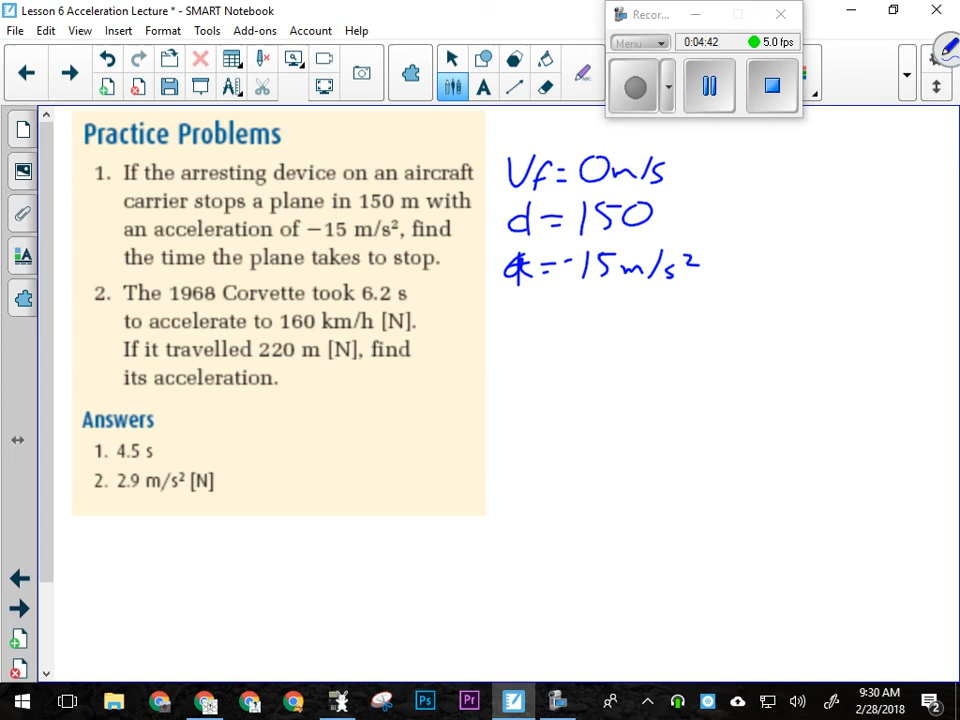 Lesson 6 Acceleration Lecture * - SMART Notebook
Recor...
File Edit View Insert Format Tools Add-ons Account Help
Menu 0:04:42 5.0 fps
Practice Problems
1. If the arresting device on an aircraft
carrier stops a plane in 150 m with
an acceleration of −15 m/s², find
the time the plane takes to stop.
2. The 1968 Corvette took 6.2 s
to accelerate to 160 km/h [N].
If it travelled 220 m [N], find
its acceleration.
Answers
1. 4.5 s
2. 2.9 m/s² [N]
Vf = 0m/s
d = 150
a = -15 m/s²
Ps Pr
9:30 AM
2/28/2018
2